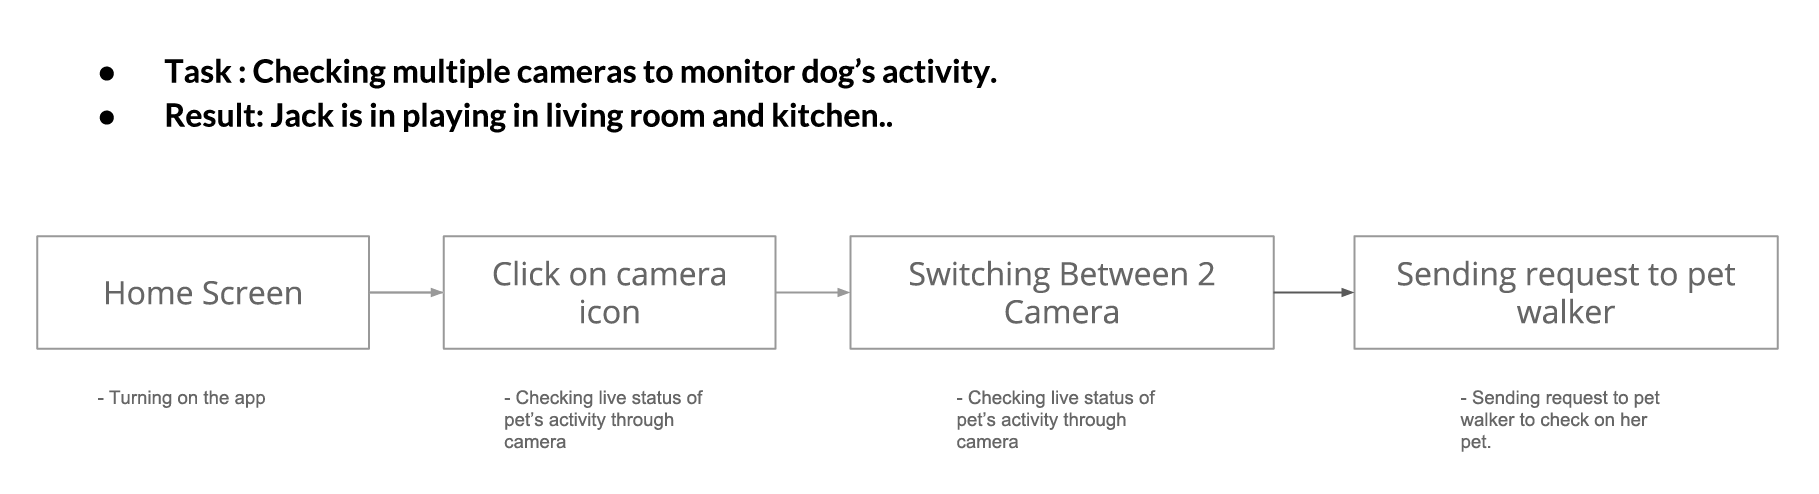 ● Task : Checking multiple cameras to monitor dog’s activity.
● Result: Jack is in playing in living room and kitchen..
Home Screen
Click on camera
icon
Switching Between 2
Camera
Sending request to pet
walker
- Turning on the app
- Checking live status of
pet’s activity through
camera
- Checking live status of
pet’s activity through
camera
- Sending request to pet
walker to check on her
pet.